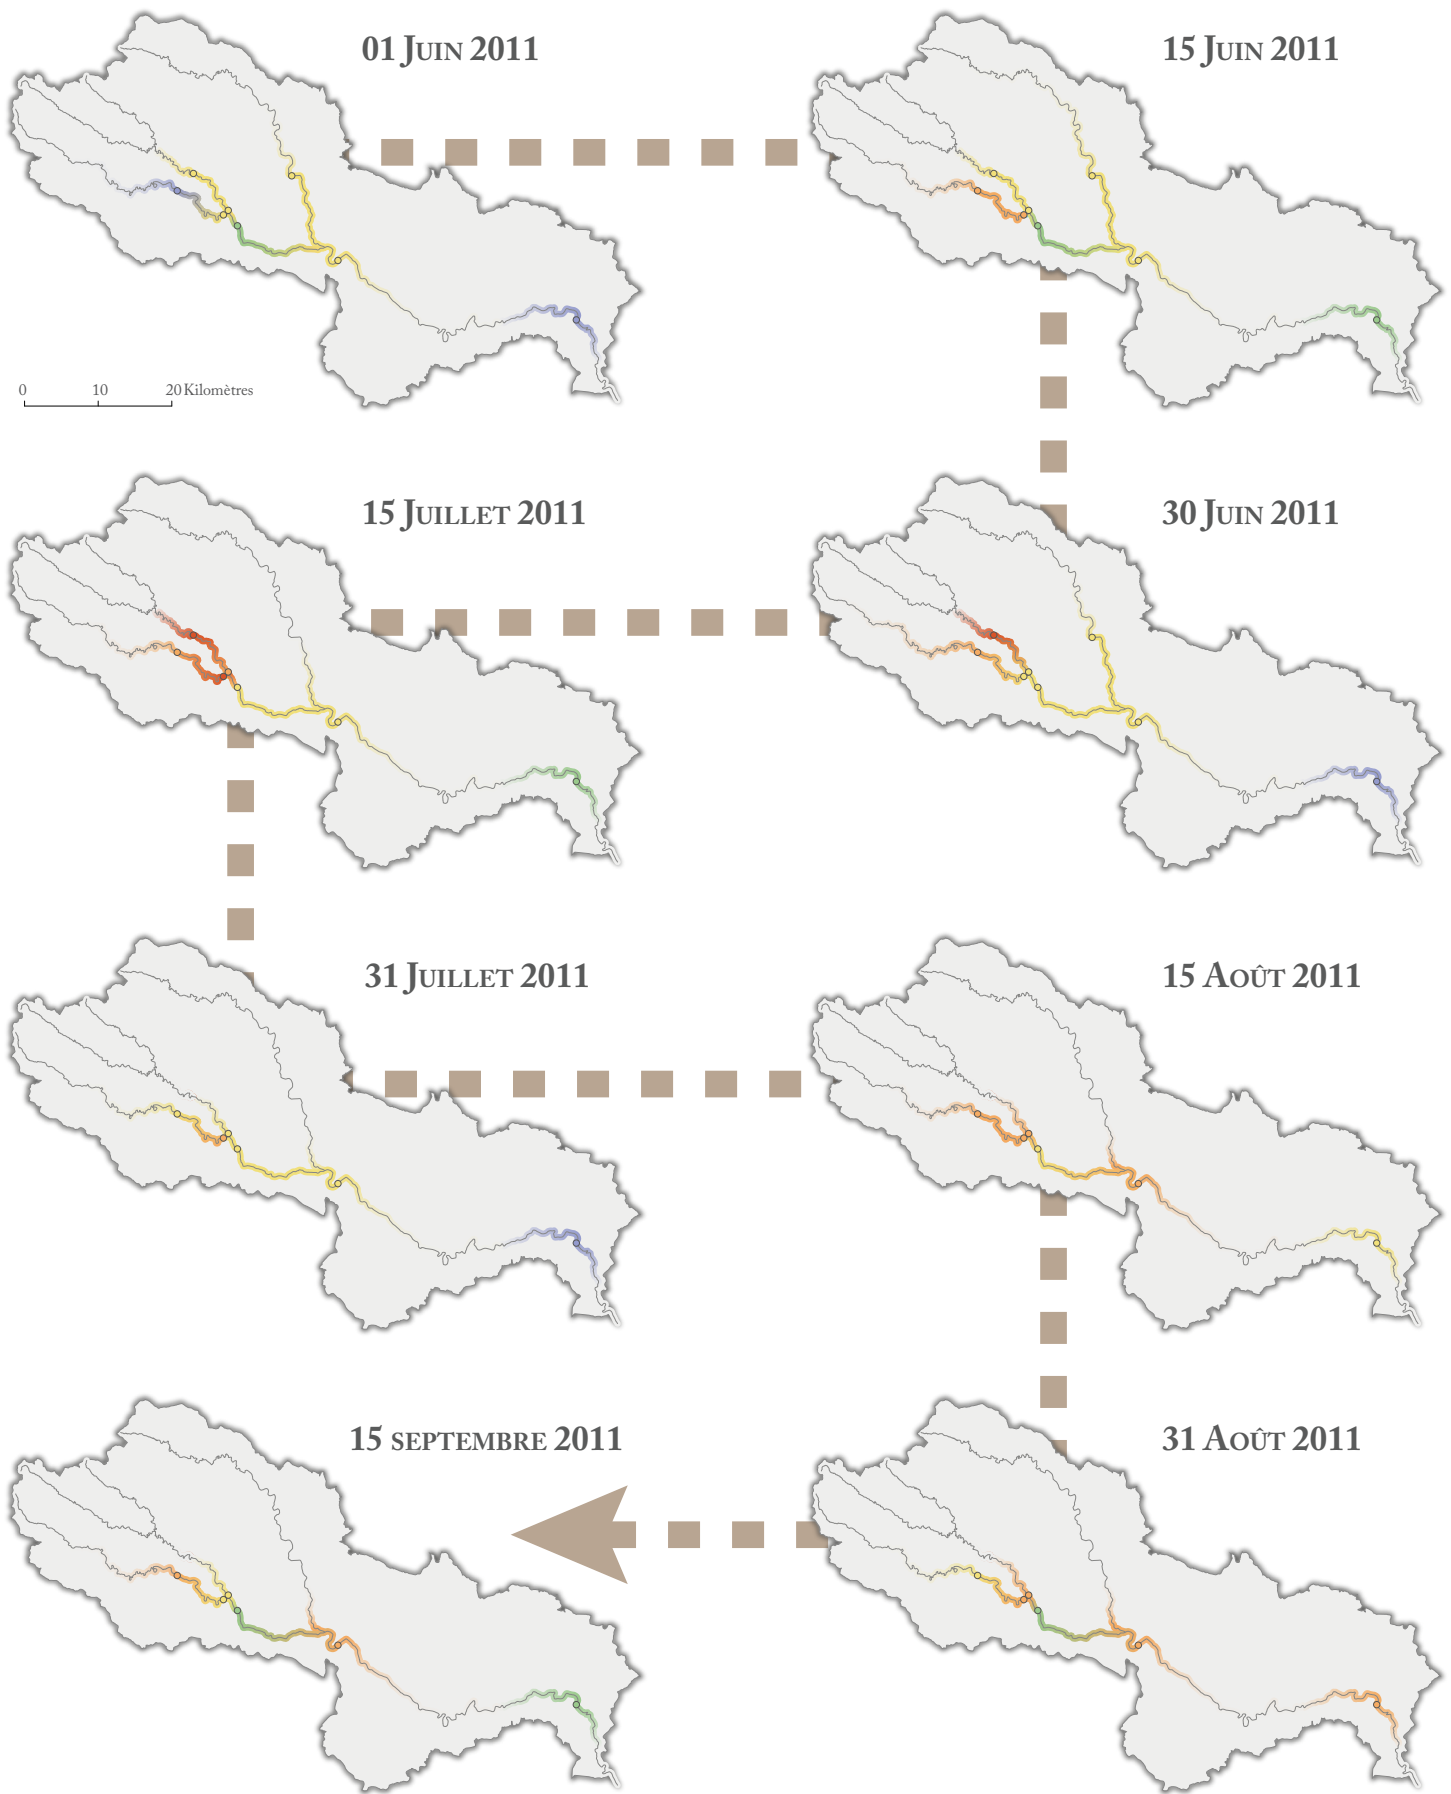 01 Juin 2011
15 Juin 2011
0 10 20 Kilomètres
15 Juillet 2011
30 Juin 2011
31 Juillet 2011
15 Août 2011
15 septembre 2011
31 Août 2011